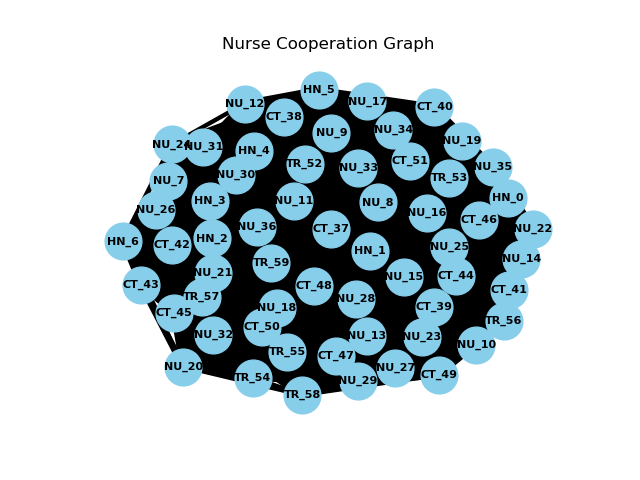 Nurse Cooperation Graph
HN_5
NU_12
NU_17
CT_40
CT_38
NU_9
NU_34
NU_19
NU_24
NU_31
HN_4
TR_52
NU_33
CT_51
NU_35
NU_7
NU_30
TR_53
HN_3
NU_11
NU_8
HN_0
NU_26
NU_16
CT_46
NU_36
CT_37
NU_22
HN_6
CT_42
HN_2
HN_1
NU_25
NU_14
TR_59
NU_21
NU_15
CT_44
CT_43
CT_48
CT_41
TR_57
NU_28
CT_45
NU_18
CT_39
TR_56
CT_50
NU_32
NU_13
NU_23
NU_10
TR_55
CT_47
NU_20
NU_27
TR_54
NU_29
CT_49
TR_58